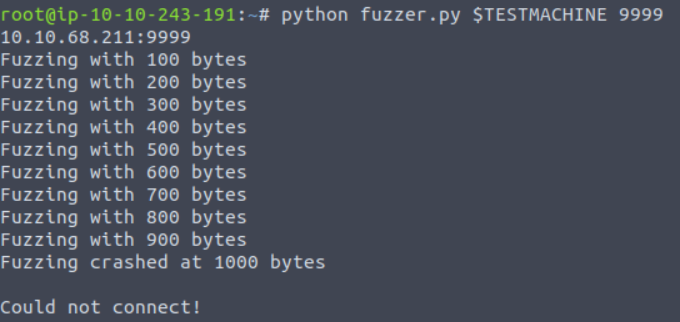 root@ip-10-10-243-191:~# python fuzzer.py $TESTMACHINE 9999
10.10.68.211:9999
Fuzzing with 100 bytes
Fuzzing with 200 bytes
Fuzzing with 300 bytes
Fuzzing with 400 bytes
Fuzzing with 500 bytes
Fuzzing with 600 bytes
Fuzzing with 700 bytes
Fuzzing with 800 bytes
Fuzzing with 900 bytes
Fuzzing crashed at 1000 bytes
Could not connect!